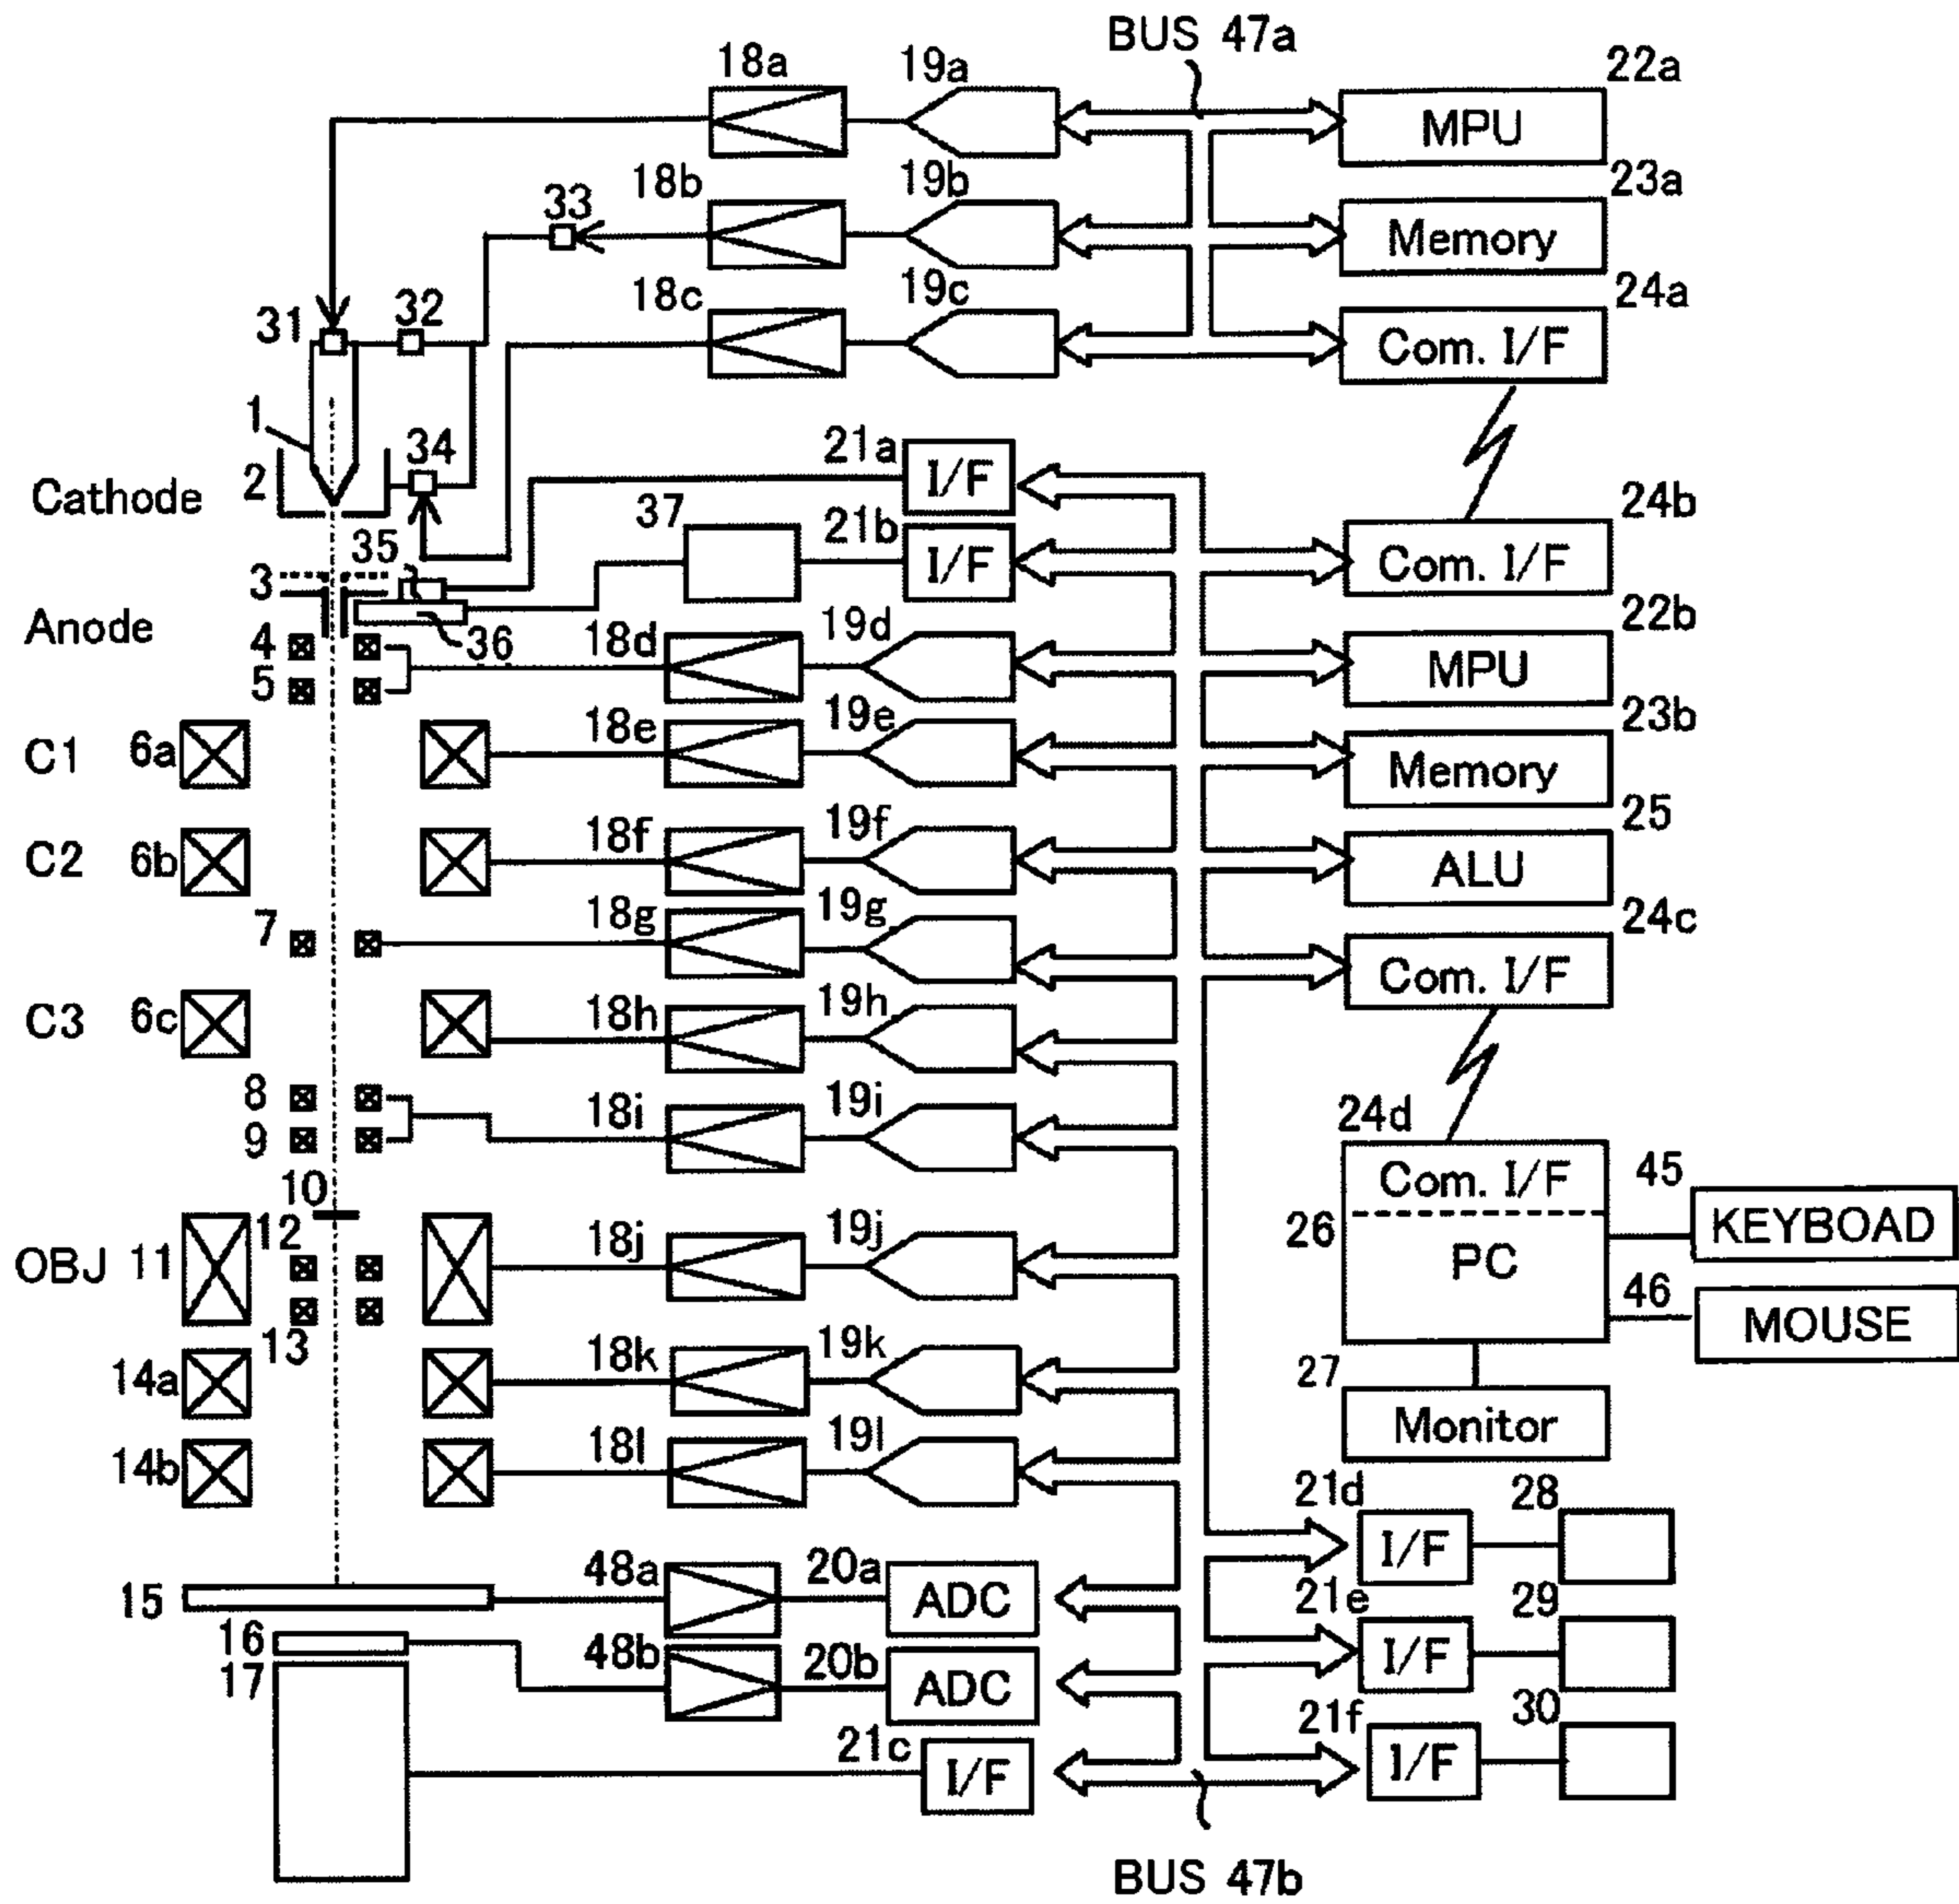 BUS 47a
18a 19a 22a
MPU
18b 19b 23a
33
Memory
18c 19c 24a
31 32
Com. I/F
1
34 21a
Cathode 2 I/F
37 21b 24b
35 I/F Com. I/F
3
Anode 36 18d 19d 22b
4
5 MPU
18e 19e 23b
C1 6a Memory
18f 19f 25
C2 6b ALU
7 18g 19g 24c
Com. I/F
C3 6c 18h 19h
8 18i 19i 24d
9 Com. I/F 45
10 KEYBOAD
12 26
OBJ 11 18j 19j PC 46
MOUSE
13 18k 19k 27
14a Monitor
14b 18l 19l 21d 28
I/F
48a 20a 21e 29
15 ADC
16 48b 20b I/F
17 ADC 30
21c 21f
I/F I/F
BUS 47b